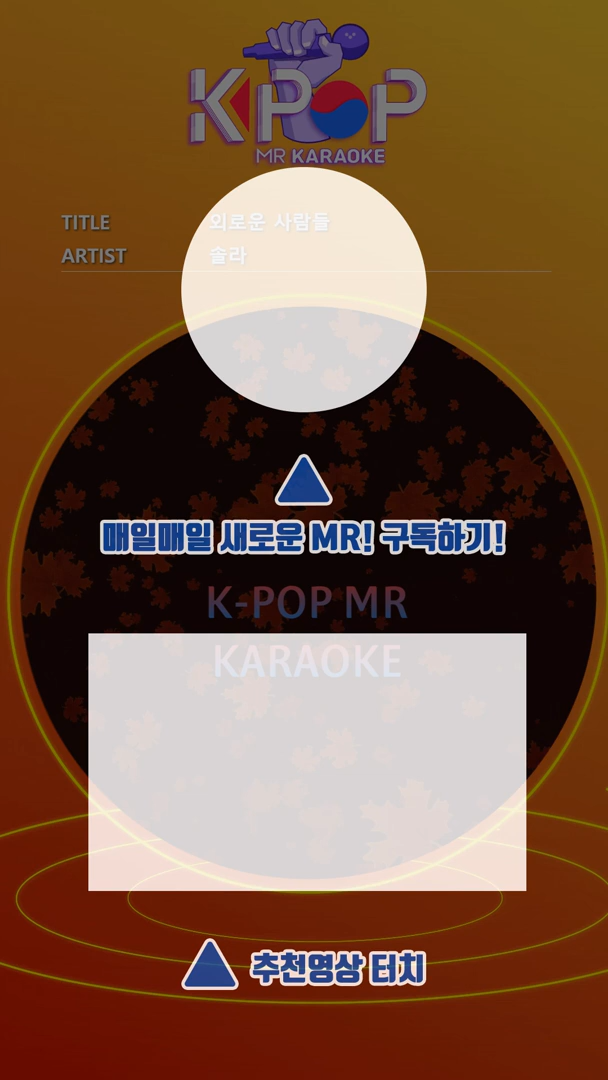 KPOP
MR KARAOKE
TITLE 외로운 사람들
ARTIST 솔라
매일매일 새로운 MR! 구독하기!
K-POP MR
KARAOKE
추천영상 터치